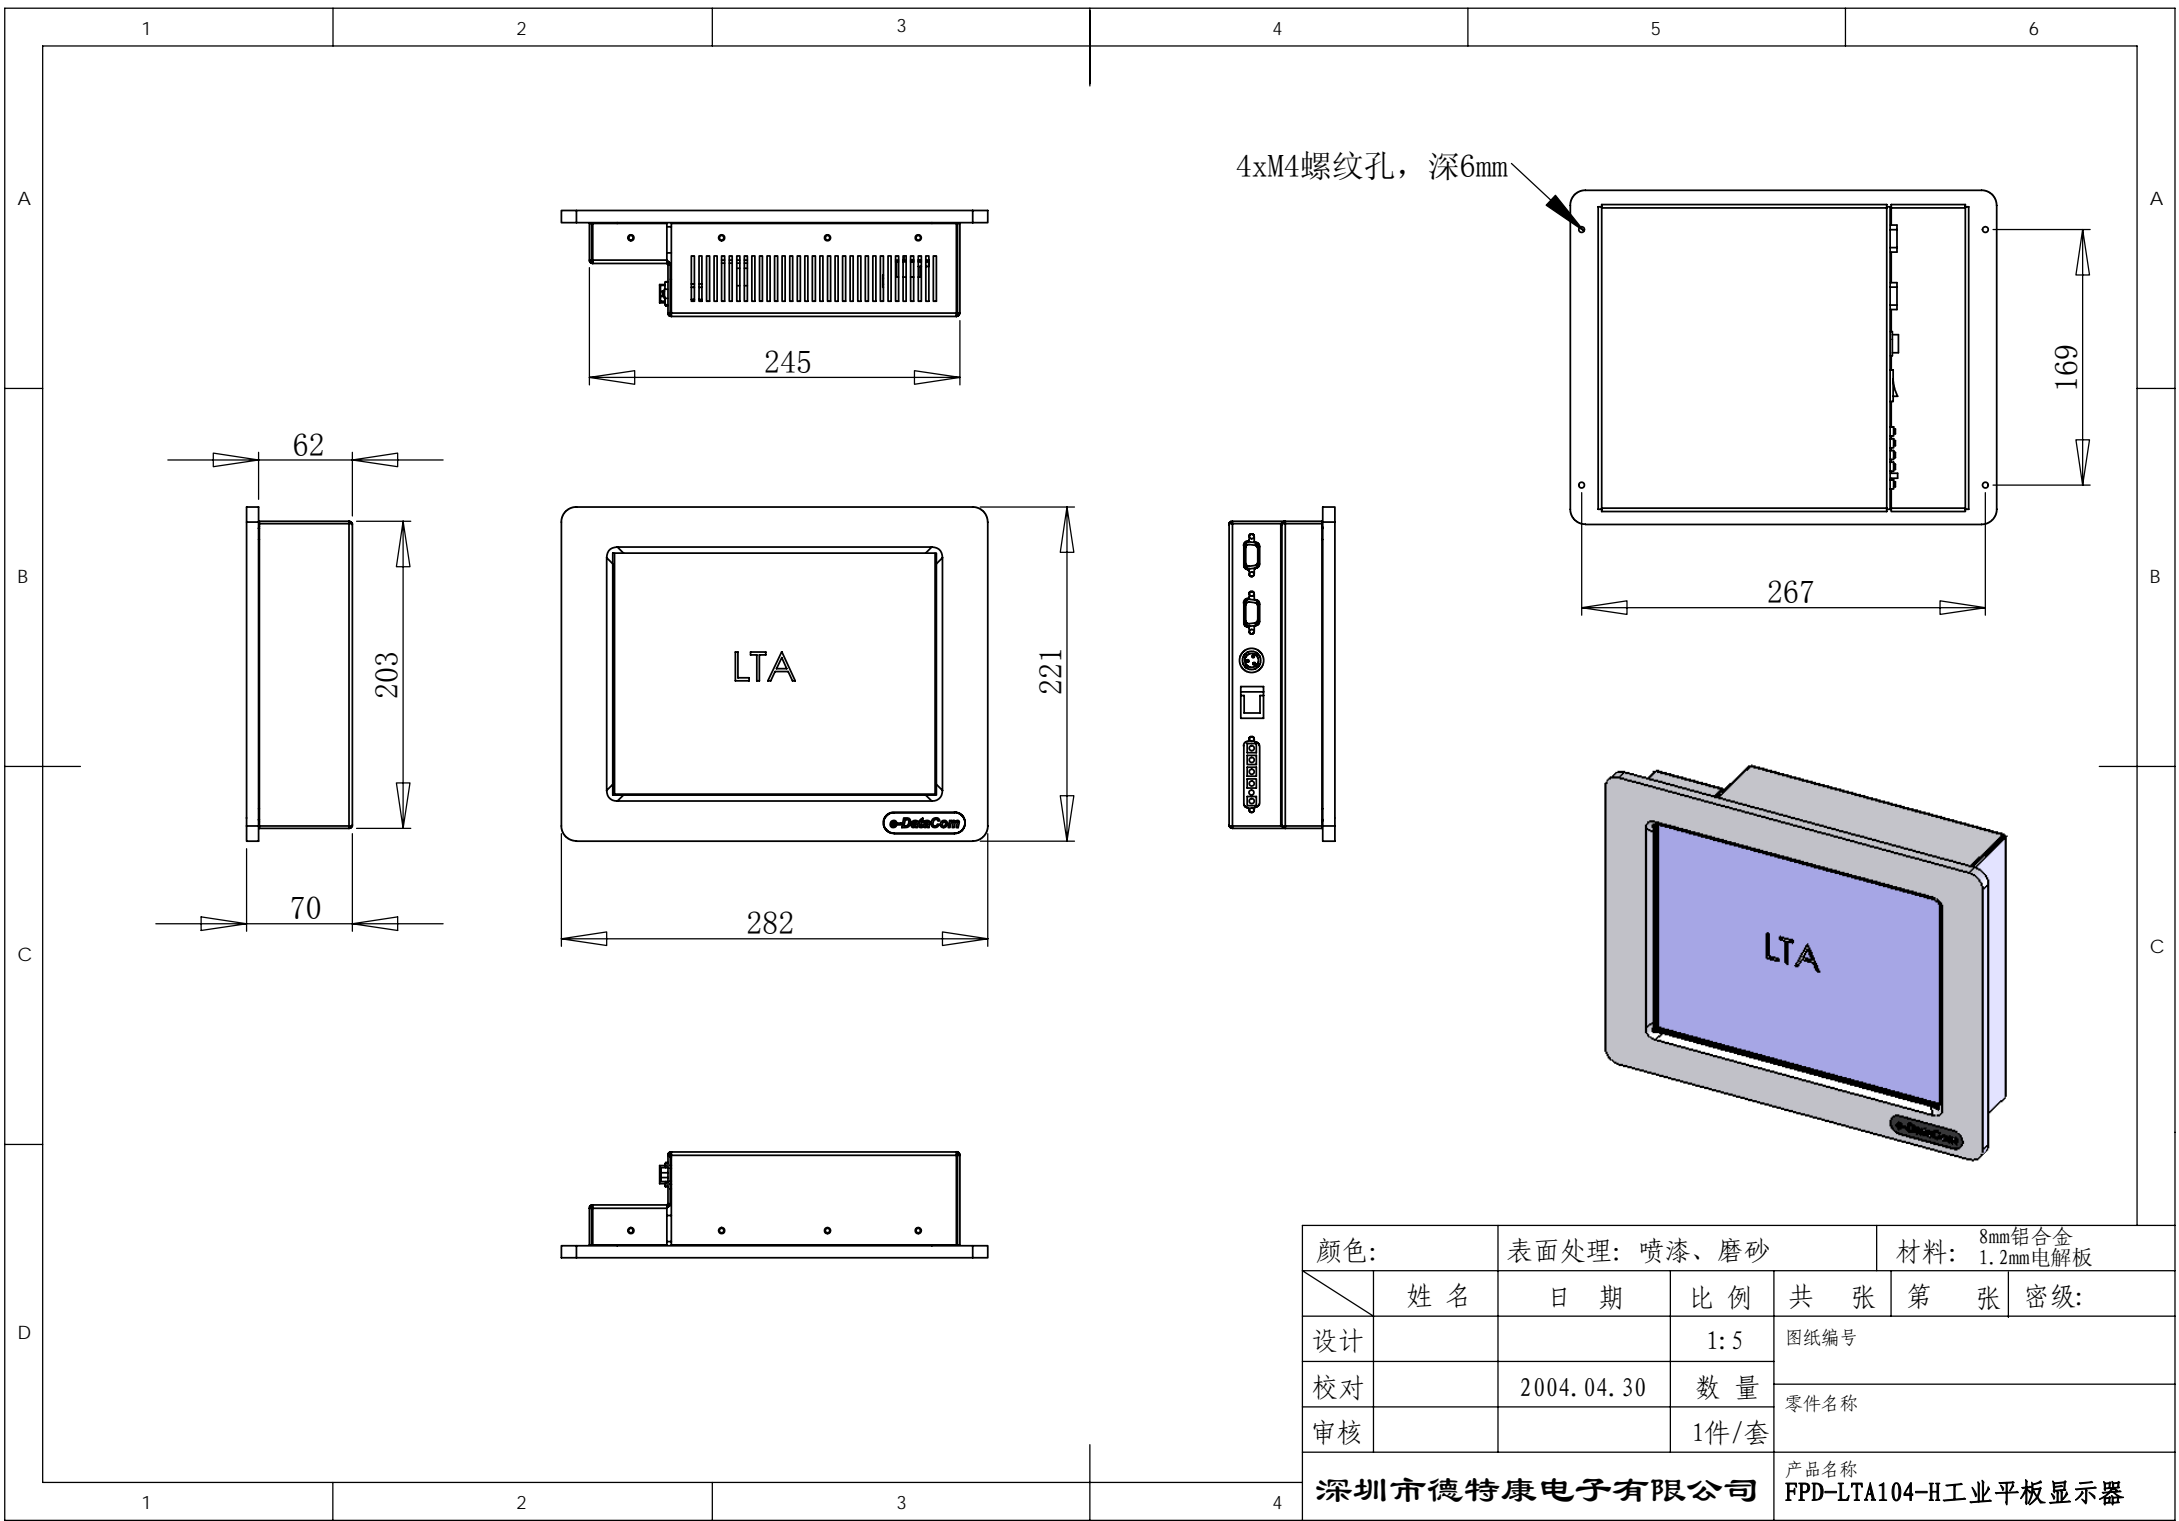 1 2 3 4 5 6
A A
4xM4螺纹孔，深6mm
245
169
62
267
B B
203
LTA
221
e-DataCom
70
282
LTA
e-DataCom
C C
D
颜色: 表面处理: 喷漆、磨砂 材料: 8mm铝合金
1.2mm电解板
姓 名 日 期 比 例 共 张 第 张 密级:
设计 1:5 图纸编号
校对 2004.04.30 数 量
零件名称
审核 1件/套
深圳市德特康电子有限公司
产品名称
FPD-LTA104-H工业平板显示器
1 2 3 4